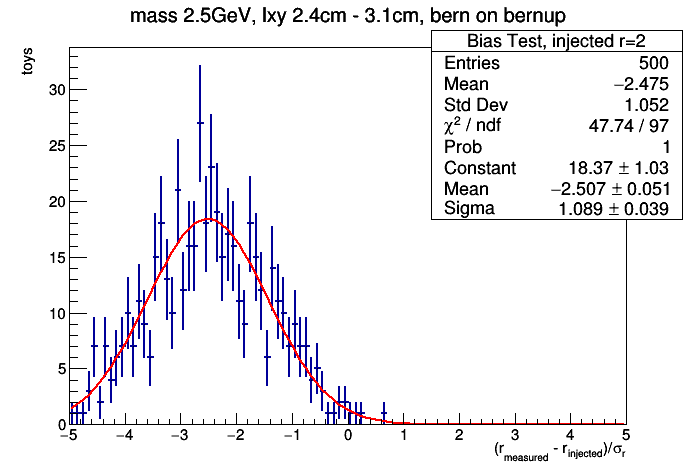 mass 2.5GeV, lxy 2.4cm - 3.1cm, bern on bernup
toys
Bias Test, injected r=2
Entries 500
Mean −2.475
Std Dev 1.052
χ² / ndf 47.74 / 97
Prob 1
Constant 18.37 ± 1.03
Mean −2.507 ± 0.051
Sigma 1.089 ± 0.039
30
25
20
15
10
5
0
−5 −4 −3 −2 −1 0 1 2 3 4 5
(r_measured - r_injected)/σ_r